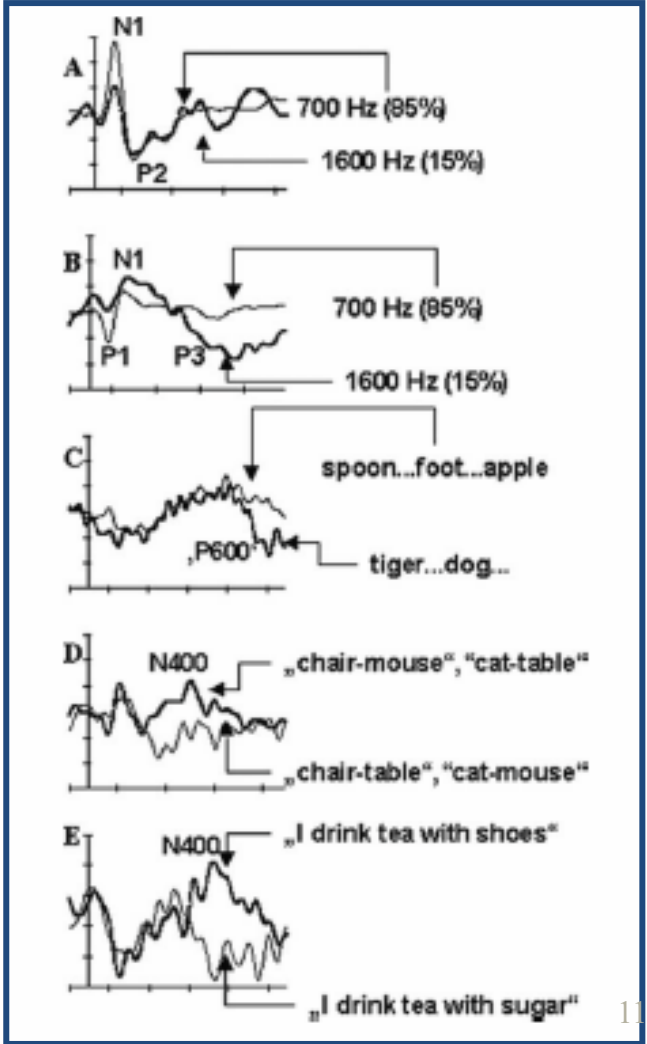 N1
A
700 Hz (85%)
1600 Hz (15%)
P2
B
N1
700 Hz (85%)
P1
P3
1600 Hz (15%)
C
spoon...foot...apple
„P600“
tiger...dog...
D
N400
„chair-mouse“, “cat-table“
„chair-table“, “cat-mouse“
E
N400
„I drink tea with shoes“
„I drink tea with sugar“
11